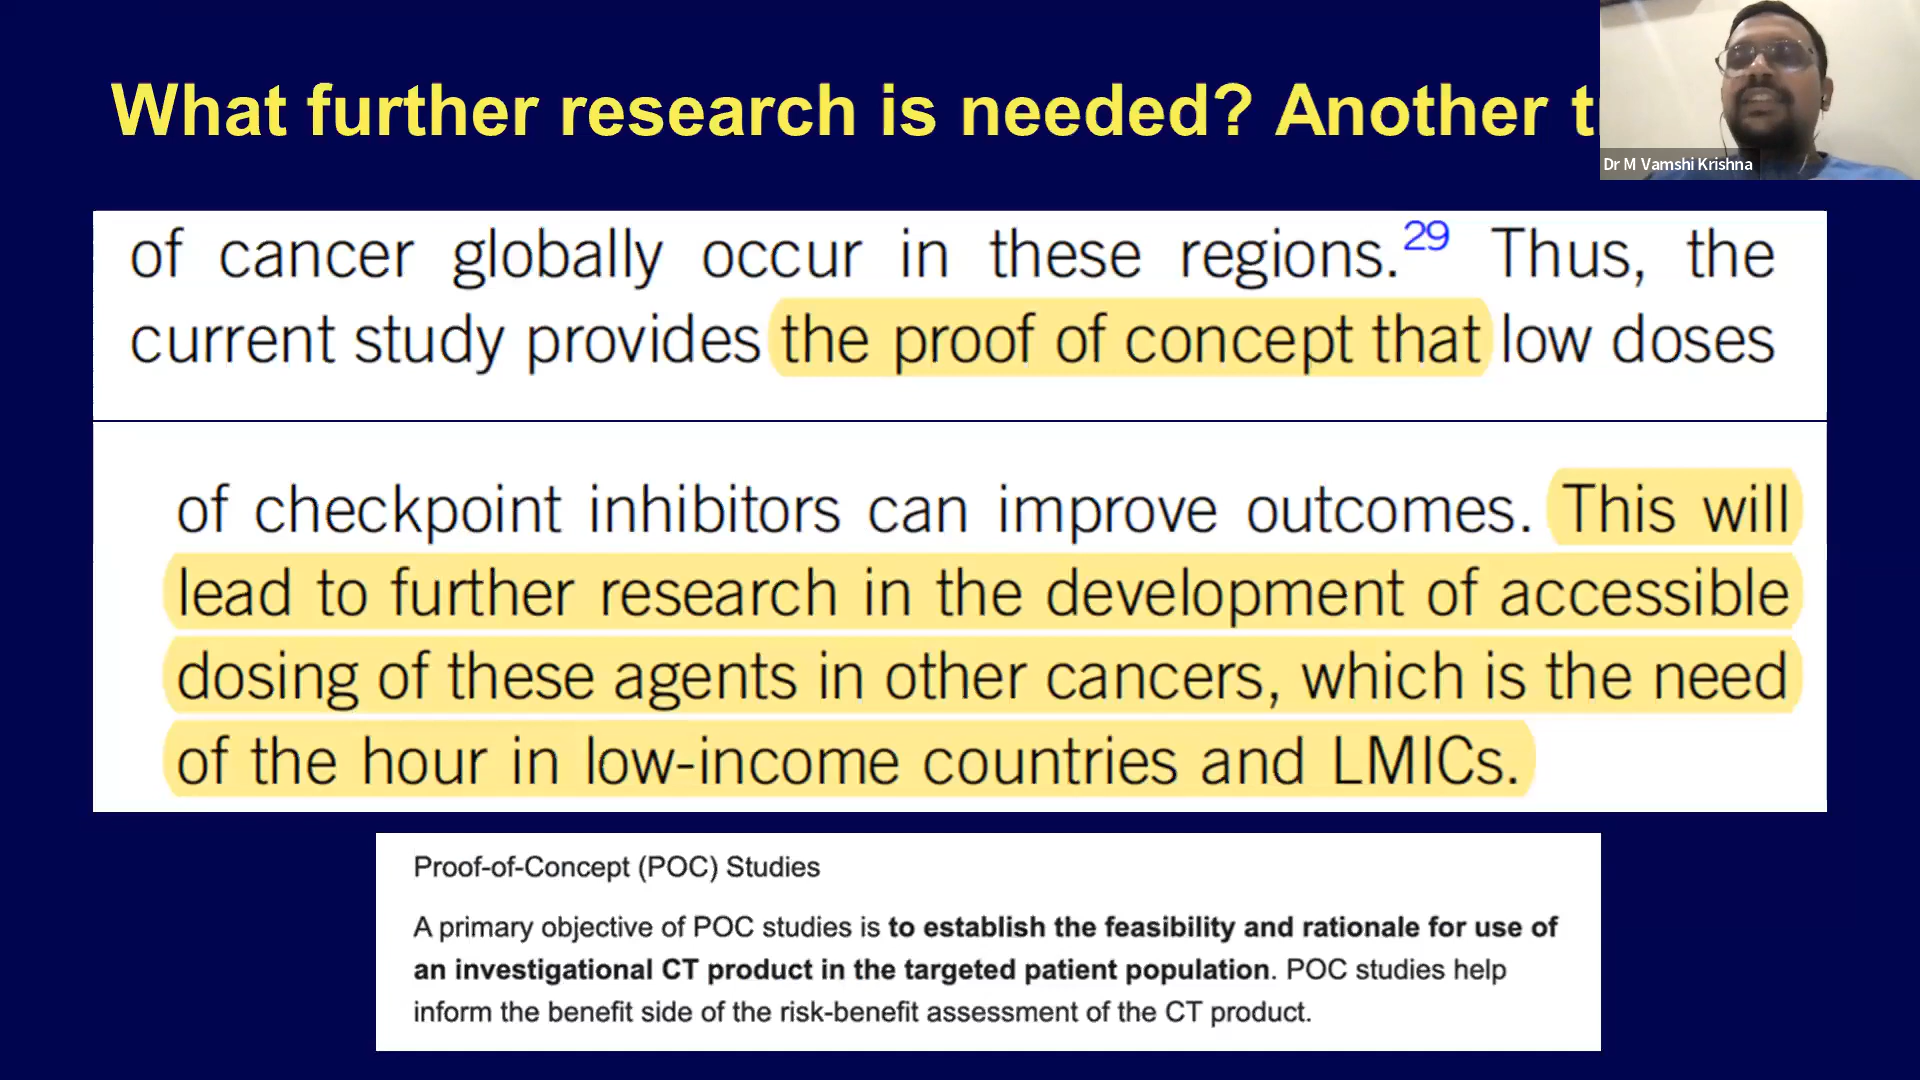 What further research is needed? Another
Dr M Vamshi Krishna
of cancer globally occur in these regions.29 Thus, the
current study provides the proof of concept that low doses
of checkpoint inhibitors can improve outcomes. This will
lead to further research in the development of accessible
dosing of these agents in other cancers, which is the need
of the hour in low-income countries and LMICs.
Proof-of-Concept (POC) Studies
A primary objective of POC studies is to establish the feasibility and rationale for use of
an investigational CT product in the targeted patient population. POC studies help
inform the benefit side of the risk-benefit assessment of the CT product.